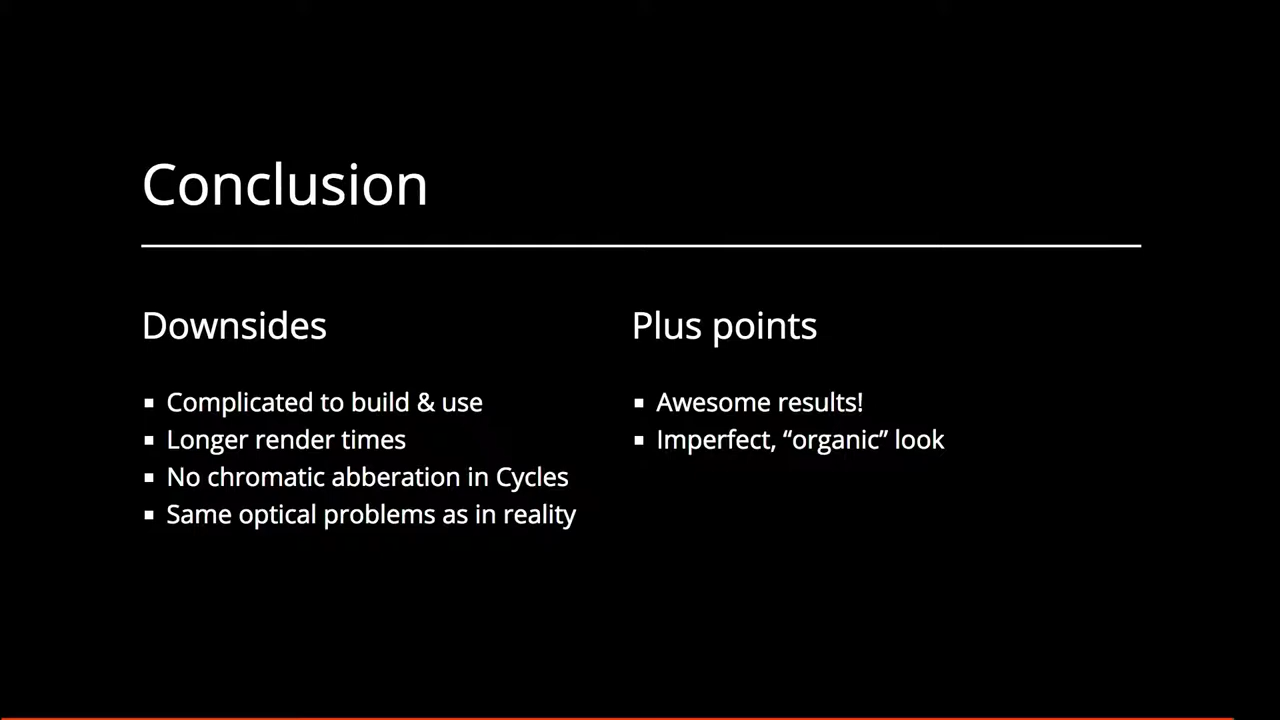 Conclusion
Downsides
▪ Complicated to build & use
▪ Longer render times
▪ No chromatic abberation in Cycles
▪ Same optical problems as in reality
Plus points
▪ Awesome results!
▪ Imperfect, “organic” look